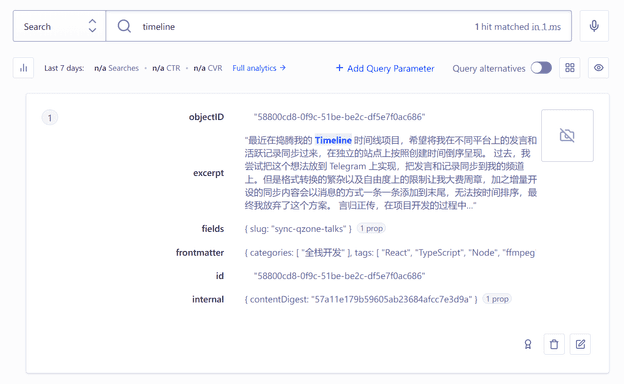 Search
timeline
1 hit matched in 1 ms
Last 7 days: n/a Searches • n/a CTR • n/a CVR Full analytics →
+ Add Query Parameter
Query alternatives
1
objectID "58800cd8-0f9c-51be-be2c-df5e7f0ac686"
"最近在捣腾我的 Timeline 时间线项目，希望将我在不同平台上的发言和
活跃记录同步过来，在独立的站点上按照创建时间倒序呈现。 过去，我
尝试把这个想法放到 Telegram 上实现，把发言和记录同步到我的频道
excerpt
上。但是格式转换的繁杂以及自由度上的限制让我大费周章，加之增量开
设的同步内容会以消息的方式一条一条添加到末尾，无法按时间排序，最
终我放弃了这个方案。 言归正传，在项目开发的过程中..."
fields { slug: "sync-qzone-talks" } 1 prop
frontmatter { categories: [ "全栈开发" ], tags: [ "React", "TypeScript", "Node", "ffmpeg
id "58800cd8-0f9c-51be-be2c-df5e7f0ac686"
internal { contentDigest: "57a11e179b59605ab23684afcc7e3d9a" } 1 prop